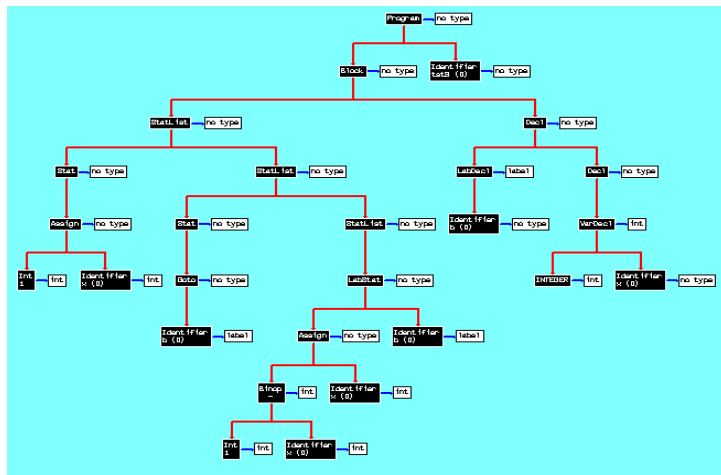 Program no type
Block no type Identifier no type
tst3 (0)
StatList no type Decl no type
Stat no type StatList no type LabDecl label Decl no type
Assign no type Stat no type StatList no type Identifier no type VarDecl int
b (0)
Int int Identifier int Goto no type LabStat no type INTEGER int Identifier no type
1 x (0) x (0)
Identifier label Assign no type Identifier label
b (0) b (0)
Binop int Identifier int
- x (0)
Int int Identifier int
1 x (0)